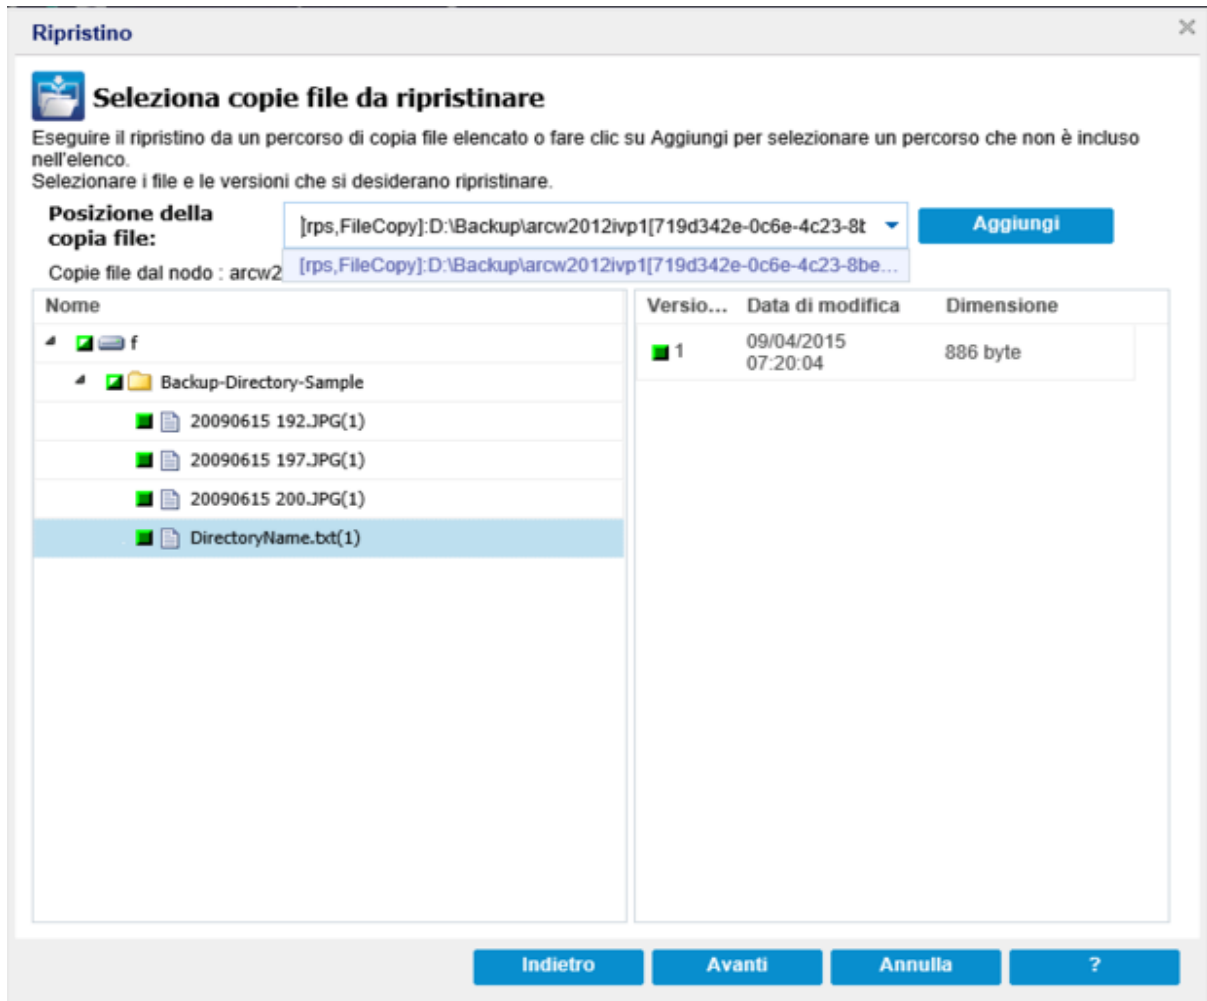 Ripristino
Seleziona copie file da ripristinare
Eseguire il ripristino da un percorso di copia file elencato o fare clic su Aggiungi per selezionare un percorso che non è incluso
nell'elenco.
Selezionare i file e le versioni che si desiderano ripristinare.
Posizione della
copia file:
[rps,FileCopy]:D:\Backup\arcw2012ivp1[719d342e-0c6e-4c23-8b
Aggiungi
Copie file dal nodo : arcw2
[rps,FileCopy]:D:\Backup\arcw2012ivp1[719d342e-0c6e-4c23-8be...
Nome
Versio... Data di modifica Dimensione
f
Backup-Directory-Sample
20090615 192.JPG(1)
20090615 197.JPG(1)
20090615 200.JPG(1)
DirectoryName.txt(1)
1
09/04/2015
07:20:04
886 byte
Indietro
Avanti
Annulla
?